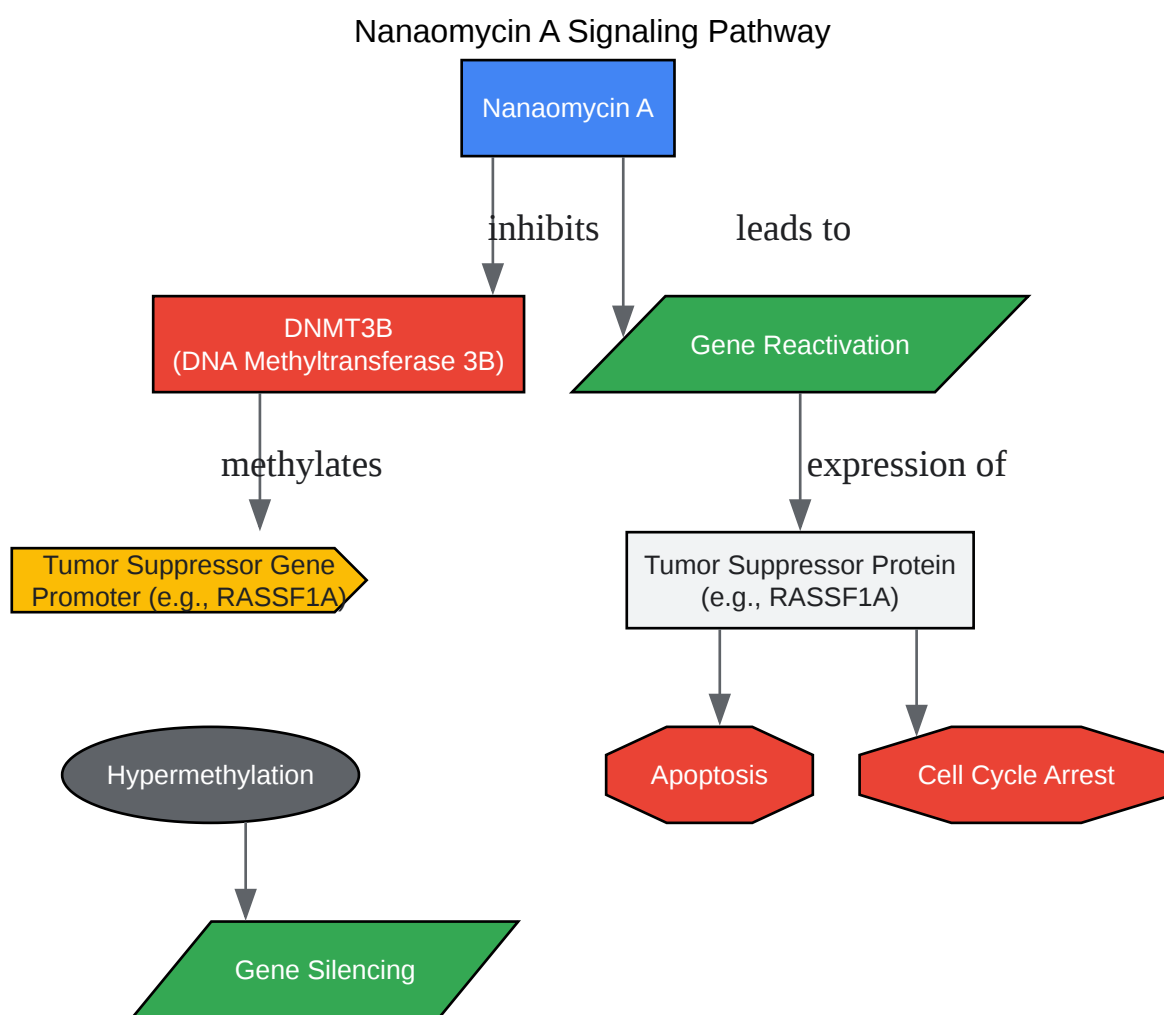 Nanaomycin A Signaling Pathway
Nanaomycin A
inhibits
leads to
DNMT3B
(DNA Methyltransferase 3B)
Gene Reactivation
methylates
expression of
Tumor Suppressor Gene
Promoter (e.g., RASSF1A)
Tumor Suppressor Protein
(e.g., RASSF1A)
Hypermethylation
Apoptosis
Cell Cycle Arrest
Gene Silencing